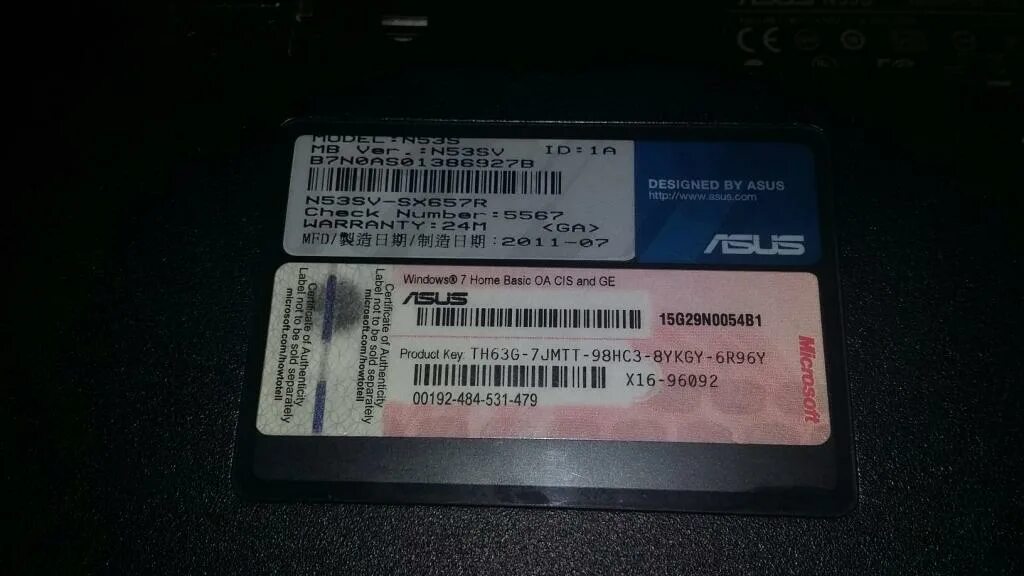 ASUS N53S
CE
MODEL:N53S
MB Ver.:N53SV ID:1A
B7N0AS01386927B
N53SV-SX657R
Check Number:5567
WARRANTY:24M <GA>
MFD/製造日期/制造日期:2011-07
DESIGNED BY ASUS
http://www.asus.com
ASUS
Certificate of Authenticity
Label not to be sold separately
microsoft.com/howtotell
Certificate of Authenticity
Label not to be sold separately
microsoft.com/howtotell
Windows® 7 Home Basic OA CIS and GE
ASUS
15G29N0054B1
Product Key: TH63G-7JMTT-98HC3-8YKGY-6R96Y
X16-96092
00192-484-531-479
Microsoft